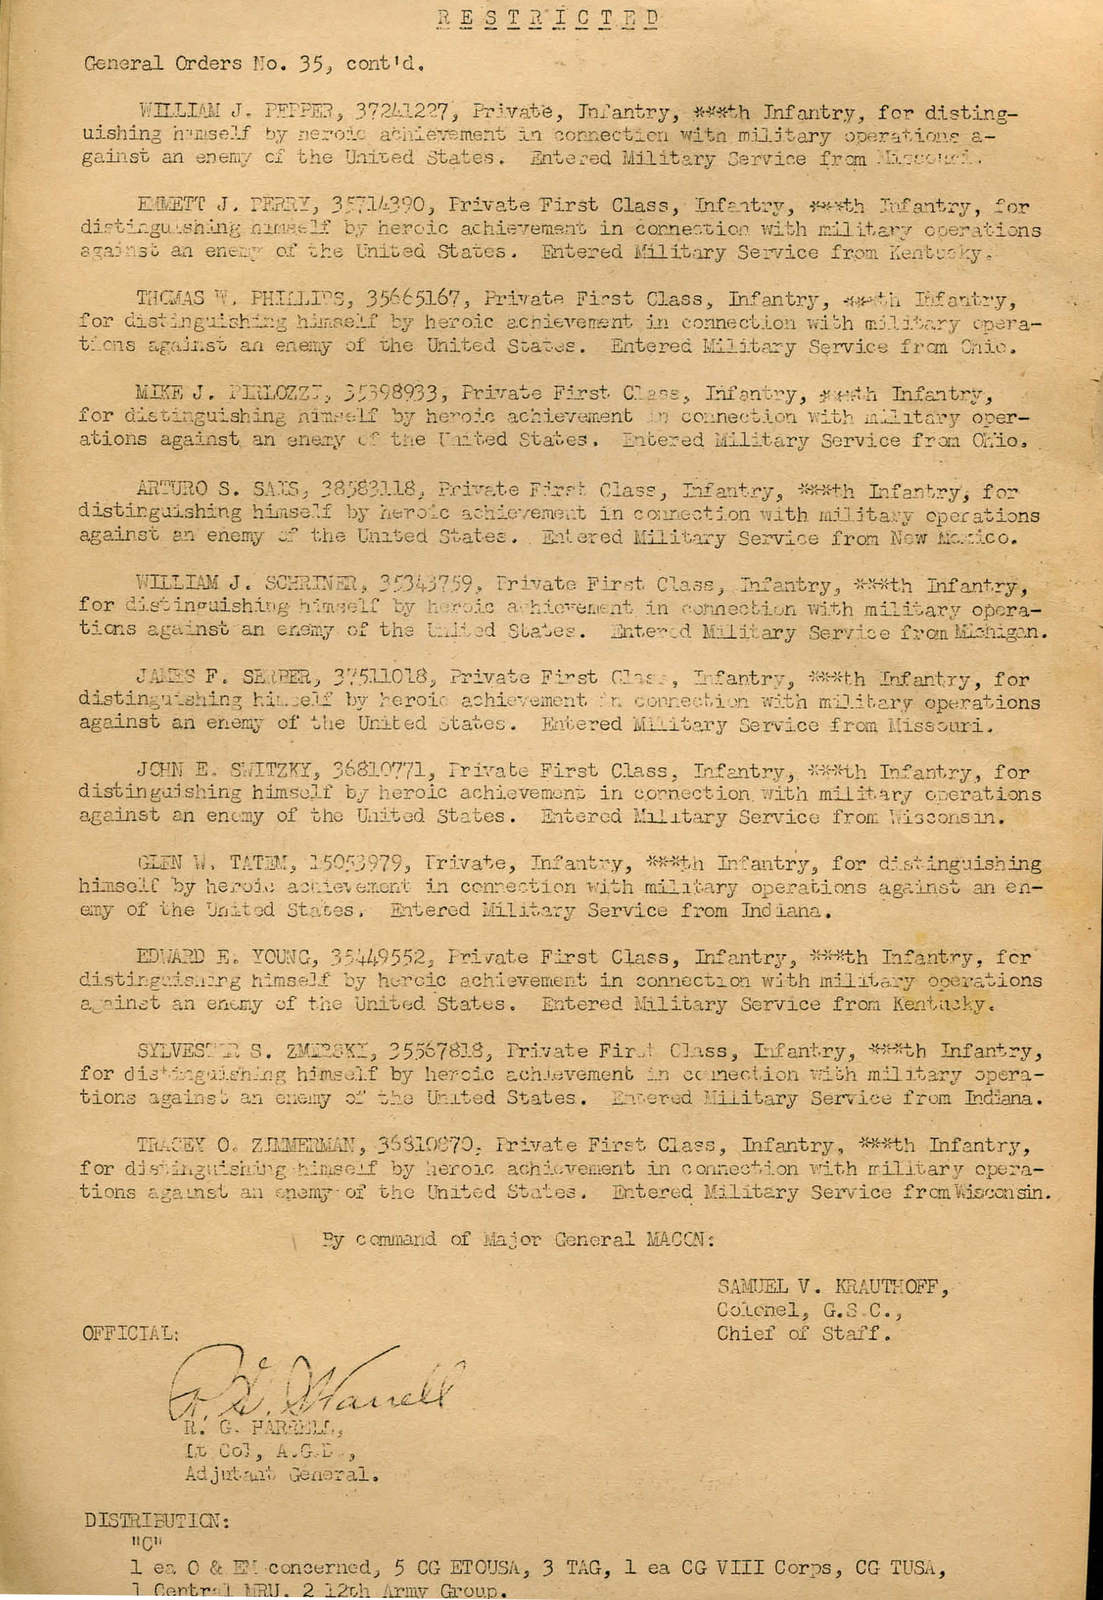 R E S T R I C T E D
General Orders No. 35, cont'd.
WILLIAM J. PEPPER, 37241227, Private, Infantry, ***th Infantry, for disting-
uishing himself by heroic achievement in connection with military operations a-
gainst an enemy of the United States. Entered Military Service from Missouri.
EMMETT J. PERRY, 35714390, Private First Class, Infantry, ***th Infantry, for
distinguishing himself by heroic achievement in connection with military operations
against an enemy of the United States. Entered Military Service from Kentucky.
THOMAS W. PHILLIPS, 35665167, Private First Class, Infantry, ***th Infantry,
for distinguishing himself by heroic achievement in connection with military opera-
tions against an enemy of the United States. Entered Military Service from Ohio.
MIKE J. PIRLOZZI, 35398933, Private First Class, Infantry, ***th Infantry,
for distinguishing himself by heroic achievement in connection with military oper-
ations against an enemy of the United States. Entered Military Service from Ohio.
ARTURO S. SAIS, 38583118, Private First Class, Infantry, ***th Infantry, for
distinguishing himself by heroic achievement in connection with military operations
against an enemy of the United States. Entered Military Service from New Mexico.
WILLIAM J. SCHRINER, 35343759, Private First Class, Infantry, ***th Infantry,
for distinguishing himself by heroic achievement in connection with military opera-
tions against an enemy of the United States. Entered Military Service from Michigan.
JAMES F. SERBER, 37511018, Private First Class, Infantry, ***th Infantry, for
distinguishing himself by heroic achievement in connection with military operations
against an enemy of the United States. Entered Military Service from Missouri.
JOHN E. SWITZKY, 36810771, Private First Class, Infantry, ***th Infantry, for
distinguishing himself by heroic achievement in connection with military operations
against an enemy of the United States. Entered Military Service from Wisconsin.
GLEN W. TATEM, 15053979, Private, Infantry, ***th Infantry, for distinguishing
himself by heroic achievement in connection with military operations against an en-
emy of the United States. Entered Military Service from Indiana.
EDWARD E. YOUNG, 35449552, Private First Class, Infantry, ***th Infantry, for
distinguishing himself by heroic achievement in connection with military operations
against an enemy of the United States. Entered Military Service from Kentucky.
SYLVESTER S. ZMIRSKI, 35567818, Private First Class, Infantry, ***th Infantry,
for distinguishing himself by heroic achievement in connection with military opera-
tions against an enemy of the United States. Entered Military Service from Indiana.
TRACEY O. ZIMMERMAN, 36810870, Private First Class, Infantry, ***th Infantry,
for distinguishing himself by heroic achievement in connection with military opera-
tions against an enemy of the United States. Entered Military Service from Wisconsin.
By command of Major General MACON:
SAMUEL V. KRAUTHOFF,
Colonel, G.S.C.,
Chief of Staff.
OFFICIAL:
R. G. Harrell
R. G. HARRELL,
Lt Col, A.G.D.,
Adjutant General.
DISTRIBUTION:
"C"
1 ea O & EM concerned, 5 CG ETOUSA, 3 TAG, 1 ea CG VIII Corps, CG TUSA,
1 Central MRU, 2 12th Army Group.